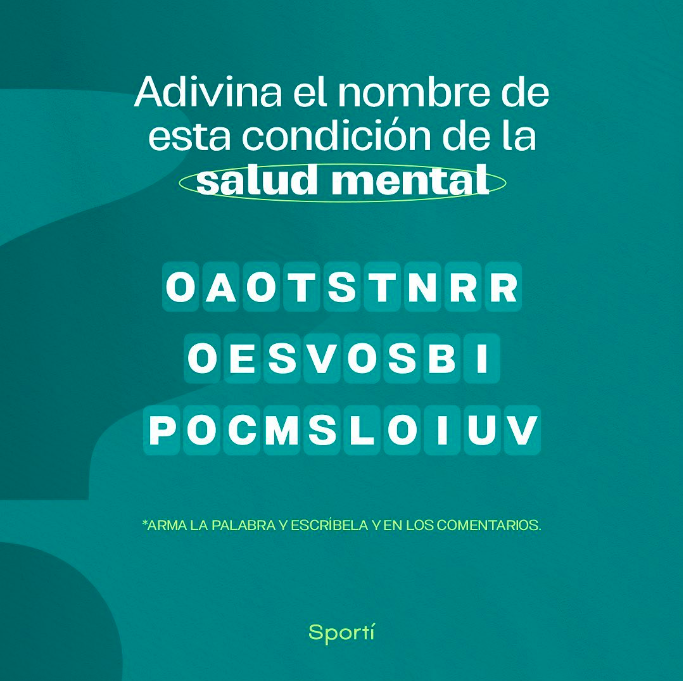 Adivina el nombre de
esta condición de la
salud mental
OAOTSTNRR
OESVOSBI
POCMSLOIUV
*ARMA LA PALABRA Y ESCRÍBELA Y EN LOS COMENTARIOS.
Sportí